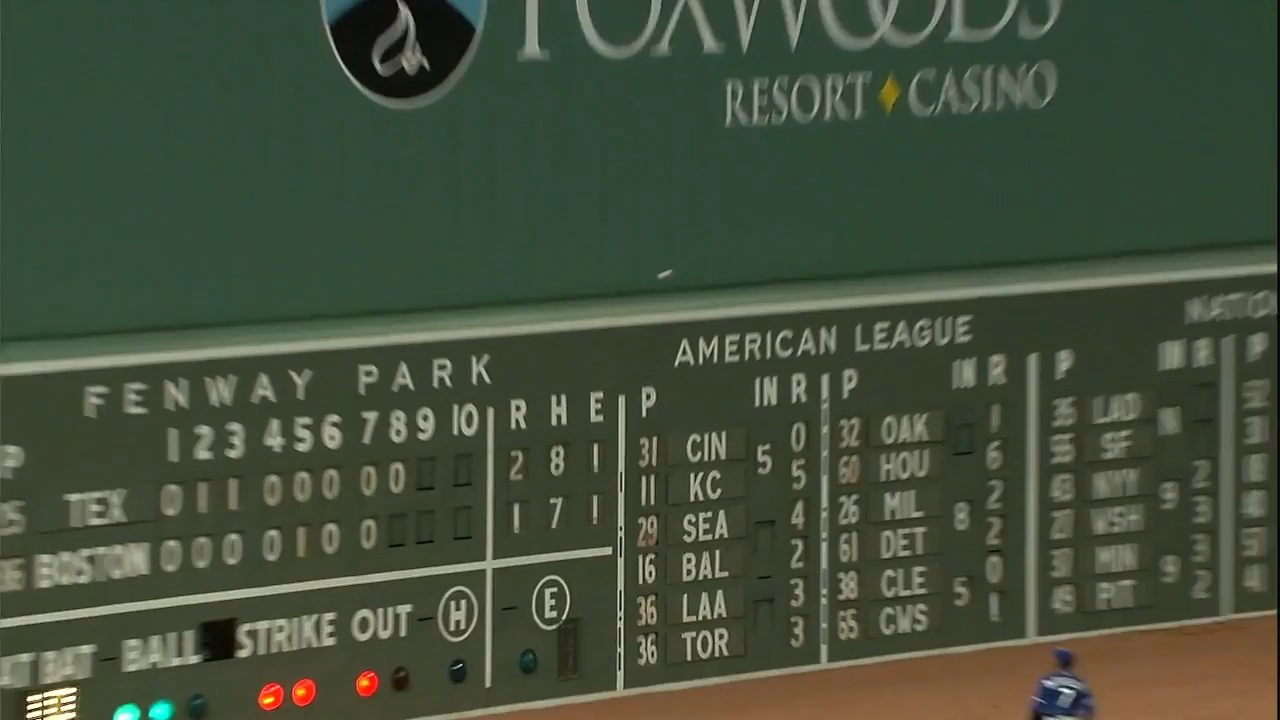 FOXWOODS
RESORT CASINO
FENWAY PARK
P 1 2 3 4 5 6 7 8 9 10 R H E
TEX 0 1 1 0 0 0 0 0 2 8 1
BOSTON 0 0 0 0 1 0 0 1 7 1
AT BAT BALL STRIKE OUT H E
AMERICAN LEAGUE
P IN R
31 CIN 5 0
11 KC 5
29 SEA 4
16 BAL 2
36 LAA 3
36 TOR 3
P IN R
32 OAK 1
60 HOU 6
26 MIL 8 2
61 DET 2
38 CLE 5 0
65 CWS 1
P IN R
35 LAD N
55 SF
NYY 9 2
WSH 3
37 MIN 9 3
PIT 2
P
7